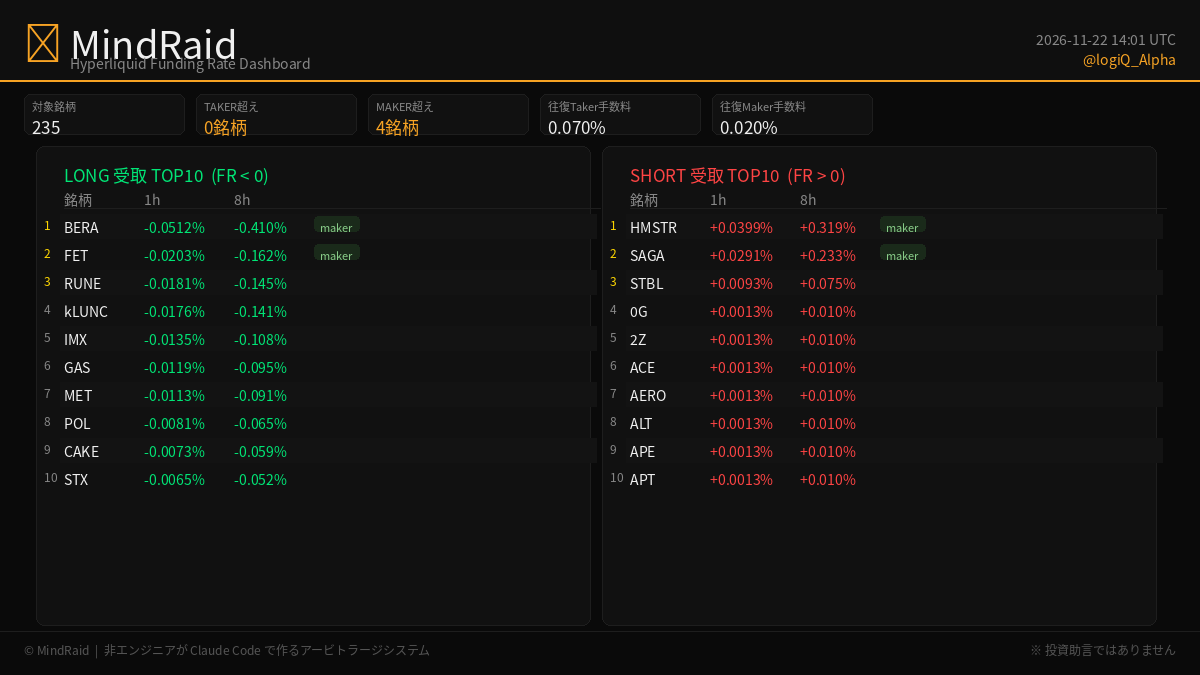 MindRaid
Hyperliquid Funding Rate Dashboard
2026-11-22 14:01 UTC
@logiQ_Alpha
対象銘柄
235
TAKER超え
0銘柄
MAKER超え
4銘柄
往復Taker手数料
0.070%
往復Maker手数料
0.020%
LONG 受取 TOP10 (FR < 0)
銘柄 1h 8h
1 BERA -0.0512% -0.410% maker
2 FET -0.0203% -0.162% maker
3 RUNE -0.0181% -0.145%
4 kLUNC -0.0176% -0.141%
5 IMX -0.0135% -0.108%
6 GAS -0.0119% -0.095%
7 MET -0.0113% -0.091%
8 POL -0.0081% -0.065%
9 CAKE -0.0073% -0.059%
10 STX -0.0065% -0.052%
SHORT 受取 TOP10 (FR > 0)
銘柄 1h 8h
1 HMSTR +0.0399% +0.319% maker
2 SAGA +0.0291% +0.233% maker
3 STBL +0.0093% +0.075%
4 0G +0.0013% +0.010%
5 2Z +0.0013% +0.010%
6 ACE +0.0013% +0.010%
7 AERO +0.0013% +0.010%
8 ALT +0.0013% +0.010%
9 APE +0.0013% +0.010%
10 APT +0.0013% +0.010%
© MindRaid | 非エンジニアが Claude Code で作るアービトラージシステム
※ 投資助言ではありません